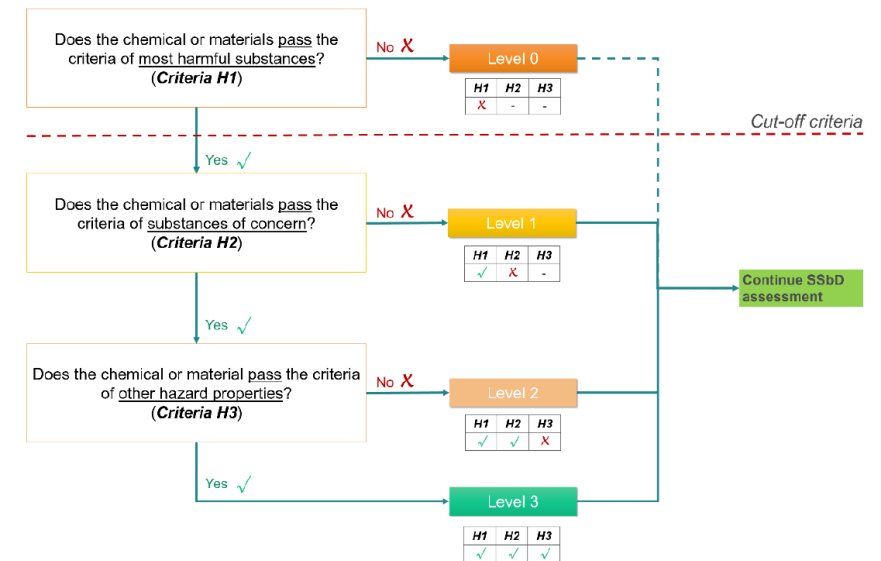 Does the chemical or materials pass the
criteria of most harmful substances?
(Criteria H1)
No X
Level 0
H1 H2 H3
X - -
Cut-off criteria
Yes √
Does the chemical or materials pass the
criteria of substances of concern?
(Criteria H2)
No X
Level 1
H1 H2 H3
√ X -
Continue SSbD
assessment
Yes √
Does the chemical or material pass the criteria
of other hazard properties?
(Criteria H3)
No X
Level 2
H1 H2 H3
√ √ X
Yes √
Level 3
H1 H2 H3
√ √ √